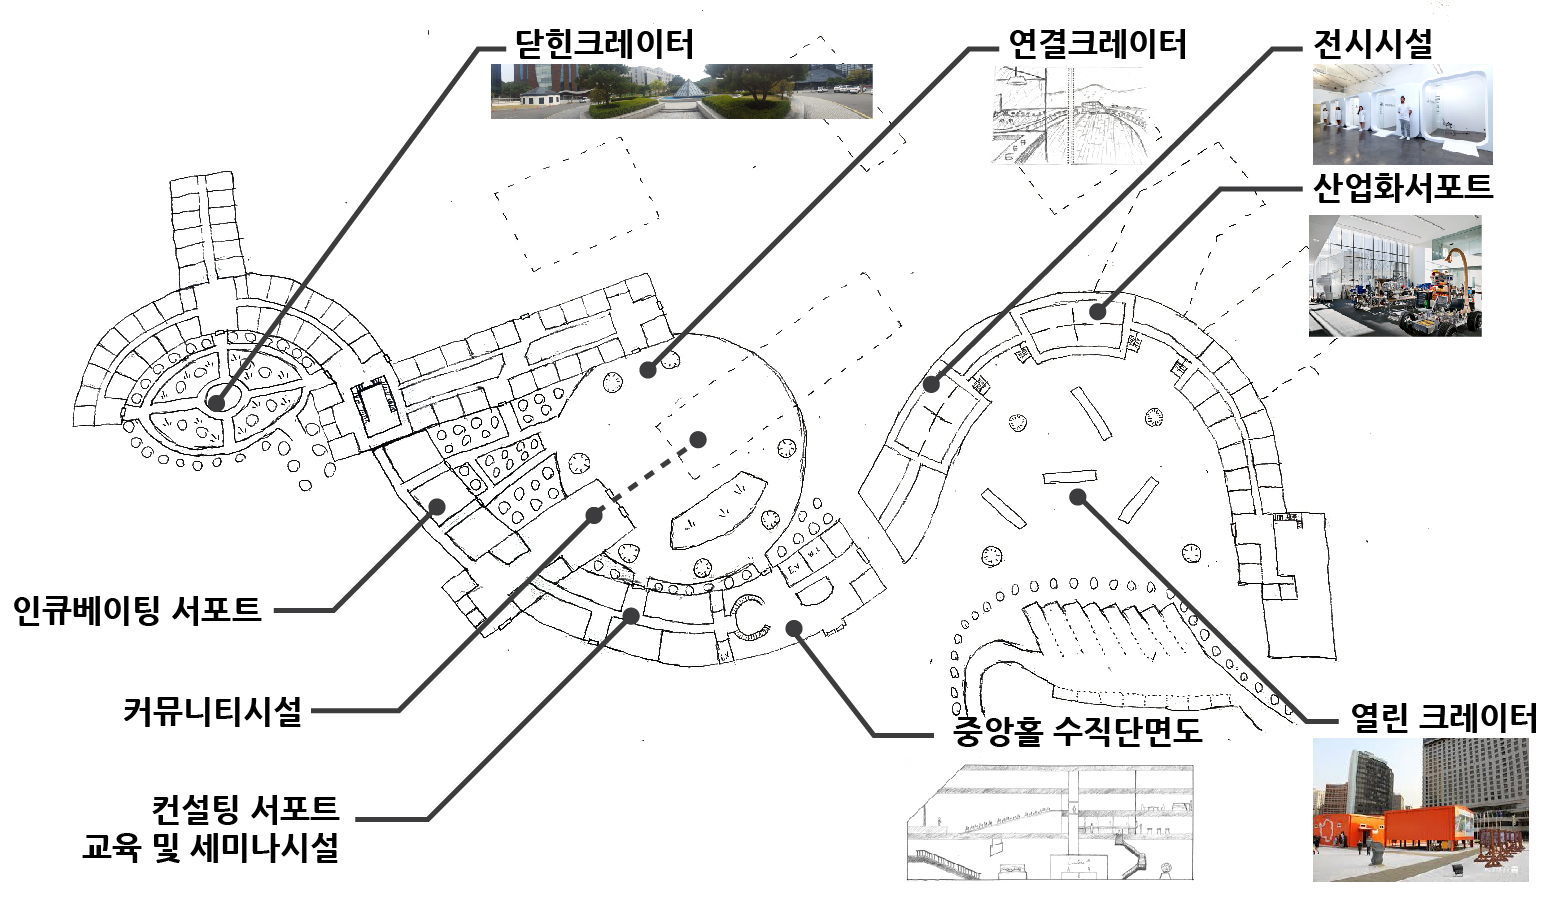 닫힌크레이터
연결크레이터
전시시설
산업화서포트
인큐베이팅 서포트
커뮤니티시설
컨설팅 서포트
교육 및 세미나시설
중앙홀 수직단면도
열린 크레이터